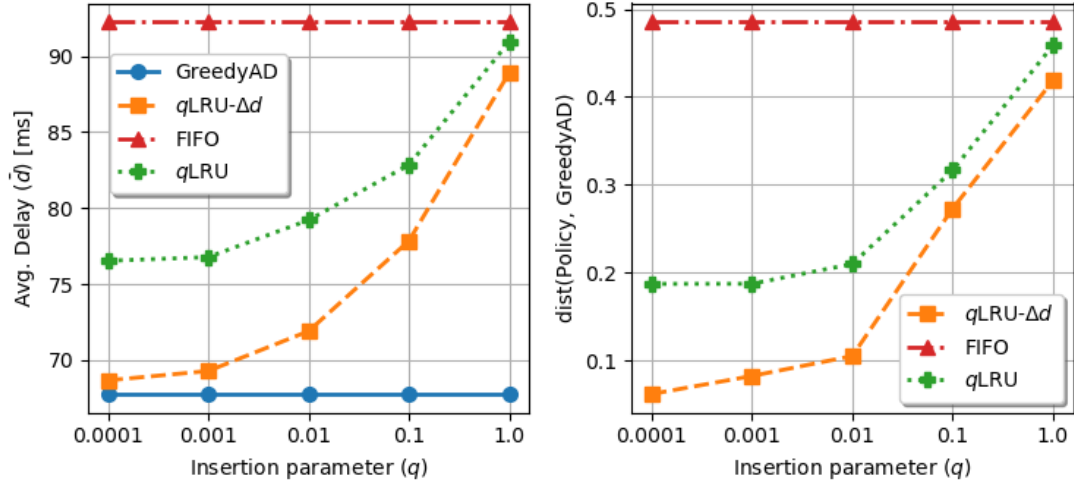 Avg. Delay (d̄) [ms]
90
85
80
75
70
GreedyAD
qLRU-Δd
FIFO
qLRU
0.0001 0.001 0.01 0.1 1.0
Insertion parameter (q)
dist(Policy, GreedyAD)
0.5
0.4
0.3
0.2
0.1
qLRU-Δd
FIFO
qLRU
0.0001 0.001 0.01 0.1 1.0
Insertion parameter (q)